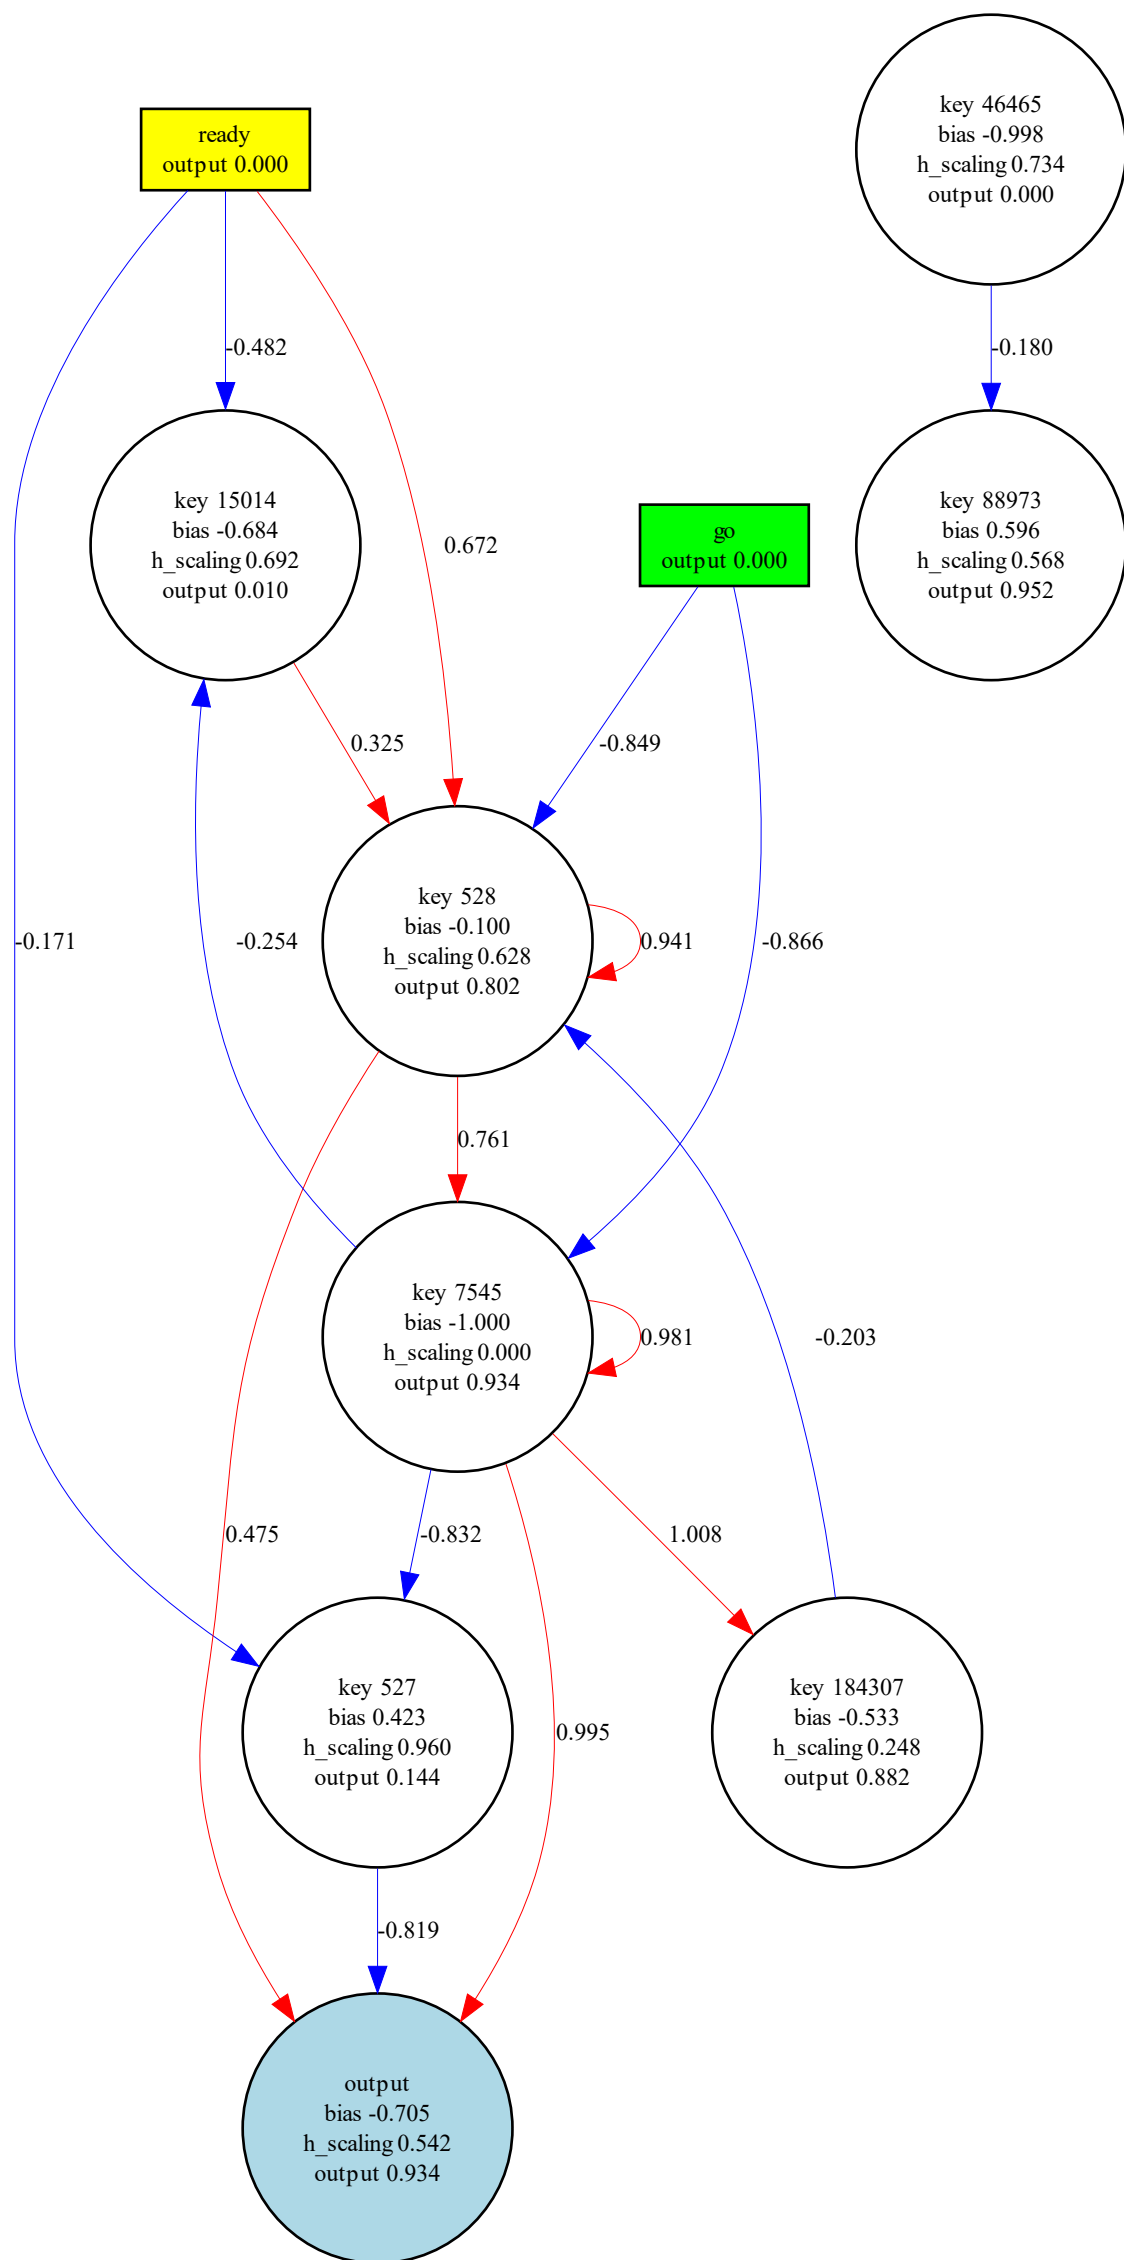 key 46465
bias -0.998
h_scaling 0.734
output 0.000
ready
output 0.000
-0.482
-0.180
key 15014
bias -0.684
h_scaling 0.692
output 0.010
0.672
go
output 0.000
key 88973
bias 0.596
h_scaling 0.568
output 0.952
0.325
-0.849
-0.171
-0.254
key 528
bias -0.100
h_scaling 0.628
output 0.802
0.941
-0.866
0.761
key 7545
bias -1.000
h_scaling 0.000
output 0.934
0.981
-0.203
0.475
-0.832
1.008
key 527
bias 0.423
h_scaling 0.960
output 0.144
0.995
key 184307
bias -0.533
h_scaling 0.248
output 0.882
-0.819
output
bias -0.705
h_scaling 0.542
output 0.934